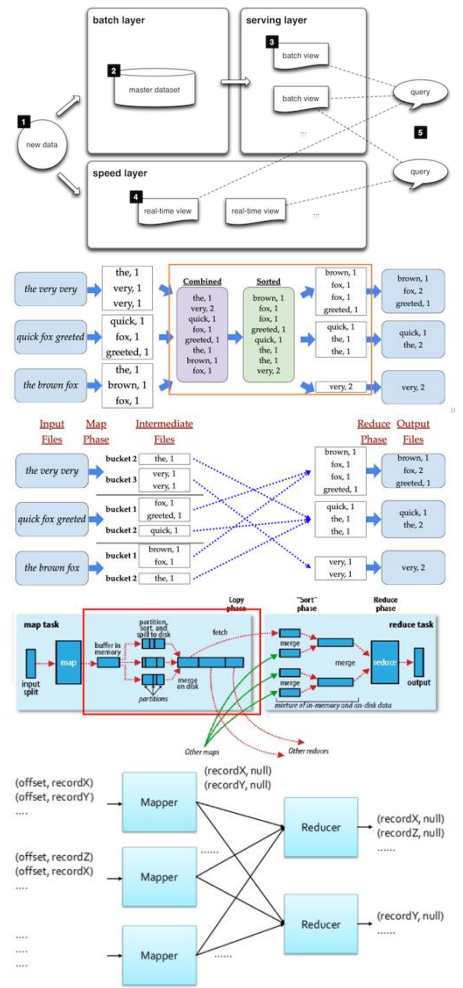 batch layer
serving layer
3
batch view
2
master dataset
batch view
query
1
new data
...
5
speed layer
query
4
real-time view
real-time view
...
the very very
the, 1
very, 1
very, 1
quick fox greeted
quick, 1
fox, 1
greeted, 1
the brown fox
the, 1
brown, 1
fox, 1
Combined
the, 1
very, 2
quick, 1
fox, 1
greeted, 1
the, 1
brown, 1
fox, 1
Sorted
brown, 1
fox, 1
fox, 1
greeted, 1
quick, 1
the, 1
the, 1
very, 2
brown, 1
fox, 1
fox, 1
greeted, 1
quick, 1
the, 1
the, 1
very, 2
brown, 1
fox, 2
greeted, 1
quick, 1
the, 2
very, 2
Input
Files
Map
Phase
Intermediate
Files
Reduce
Phase
Output
Files
the very very
bucket 2
the, 1
bucket 3
very, 1
very, 1
quick fox greeted
bucket 1
fox, 1
greeted, 1
bucket 2
quick, 1
the brown fox
bucket 1
brown, 1
fox, 1
bucket 2
the, 1
brown, 1
fox, 1
fox, 1
greeted, 1
quick, 1
the, 1
the, 1
very, 1
very, 1
brown, 1
fox, 2
greeted, 1
quick, 1
the, 2
very, 2
map task
Copy
phase
"Sort"
phase
Reduce
phase
reduce task
partition,
sort, and
spill to disk
buffer in
memory
fetch
map
input
split
merge
on disk
partitions
merge
merge
merge
reduce
output
mixture of in-memory and on-disk data
Other maps
Other reduces
(offset, recordX)
(offset, recordY)
....
Mapper
(recordX, null)
(recordY, null)
......
Reducer
(recordX, null)
(recordZ, null)
......
(offset, recordZ)
(offset, recordX)
....
Mapper
Reducer
(recordY, null)
......
....
....
....
Mapper
......